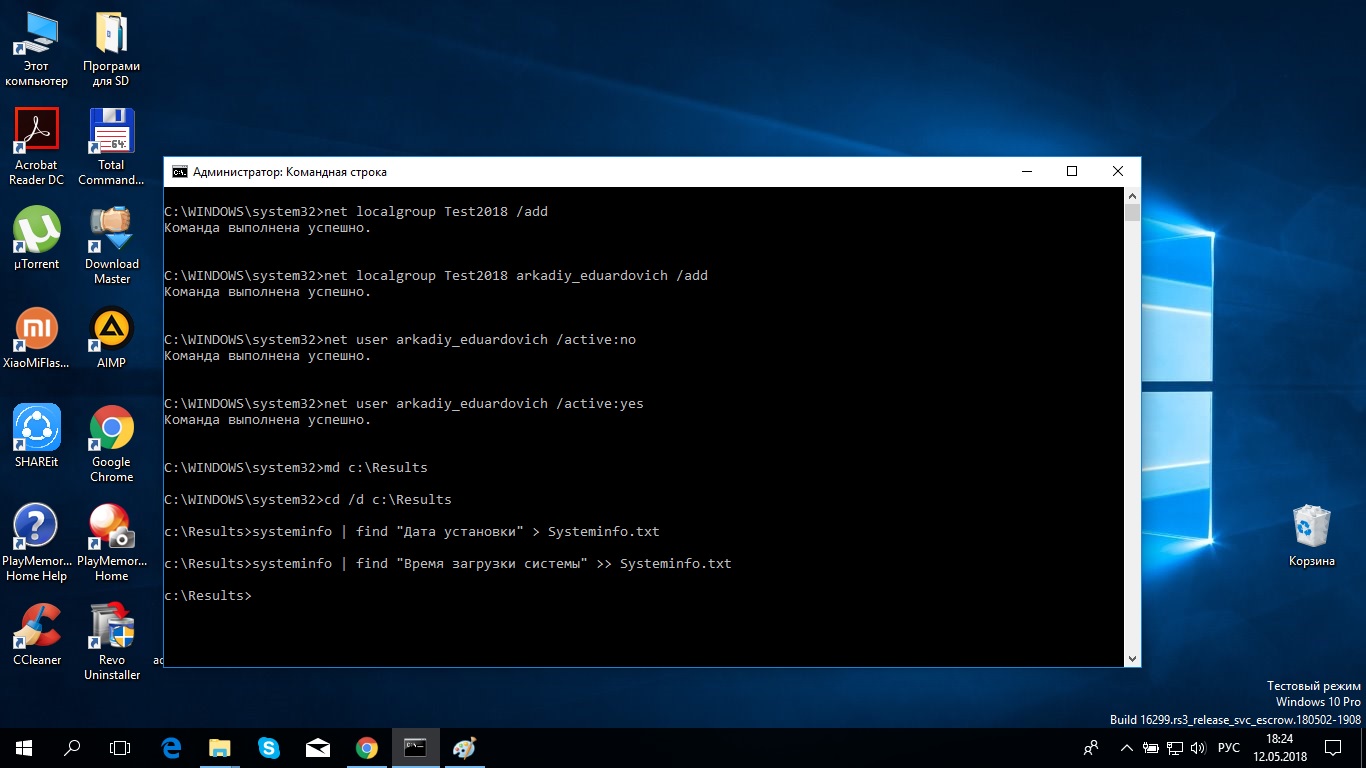 Этот
компьютер
Програми
для SD
Acrobat
Reader DC
Total
Command...
µTorrent
Download
Master
XiaoMiFlas...
AIMP
SHAREit
Google
Chrome
PlayMemor...
Home Help
PlayMemor...
Home
CCleaner
Revo
Uninstaller
64:
Администратор: Командная строка
C:\WINDOWS\system32>net localgroup Test2018 /add
Команда выполнена успешно.
C:\WINDOWS\system32>net localgroup Test2018 arkadiy_eduardovich /add
Команда выполнена успешно.
C:\WINDOWS\system32>net user arkadiy_eduardovich /active:no
Команда выполнена успешно.
C:\WINDOWS\system32>net user arkadiy_eduardovich /active:yes
Команда выполнена успешно.
C:\WINDOWS\system32>md c:\Results
C:\WINDOWS\system32>cd /d c:\Results
c:\Results>systeminfo | find "Дата установки" > Systeminfo.txt
c:\Results>systeminfo | find "Время загрузки системы" >> Systeminfo.txt
c:\Results>
Корзина
Тестовый режим
Windows 10 Pro
Build 16299.rs3_release_svc_escrow.180502-1908
РУС
18:24
12.05.2018